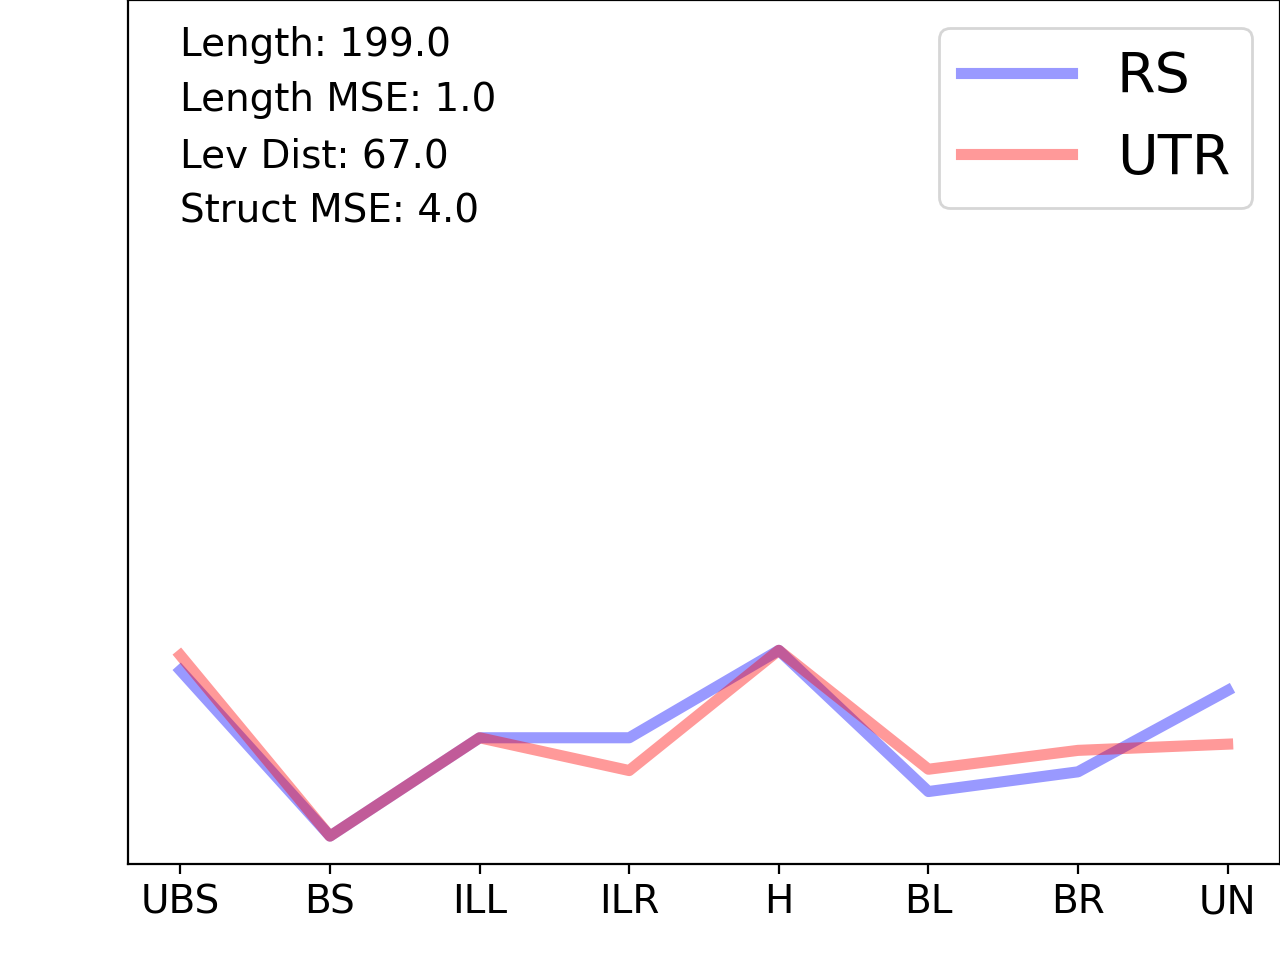 Length: 199.0
Length MSE: 1.0
Lev Dist: 67.0
Struct MSE: 4.0
RS
UTR
UBS BS ILL ILR H BL BR UN